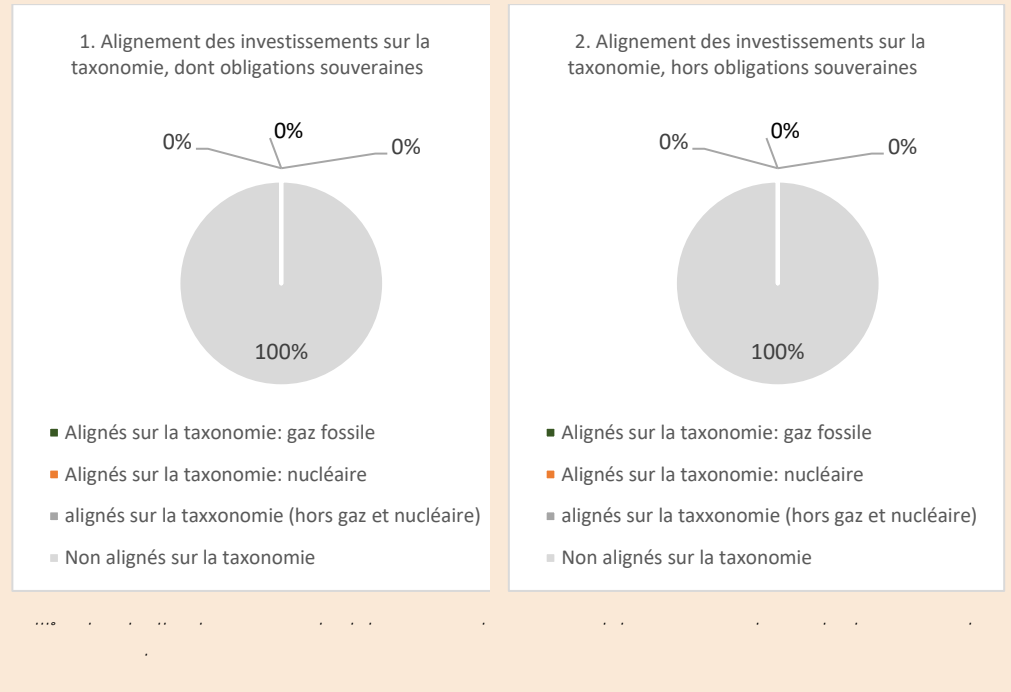 1. Alignement des investissements sur la
taxonomie, dont obligations souveraines
0%
0%
0%
100%
Alignés sur la taxonomie: gaz fossile
Alignés sur la taxonomie: nucléaire
alignés sur la taxxonomie (hors gaz et nucléaire)
Non alignés sur la taxonomie
2. Alignement des investissements sur la
taxonomie, hors obligations souveraines
0%
0%
0%
100%
Alignés sur la taxonomie: gaz fossile
Alignés sur la taxonomie: nucléaire
alignés sur la taxxonomie (hors gaz et nucléaire)
Non alignés sur la taxonomie